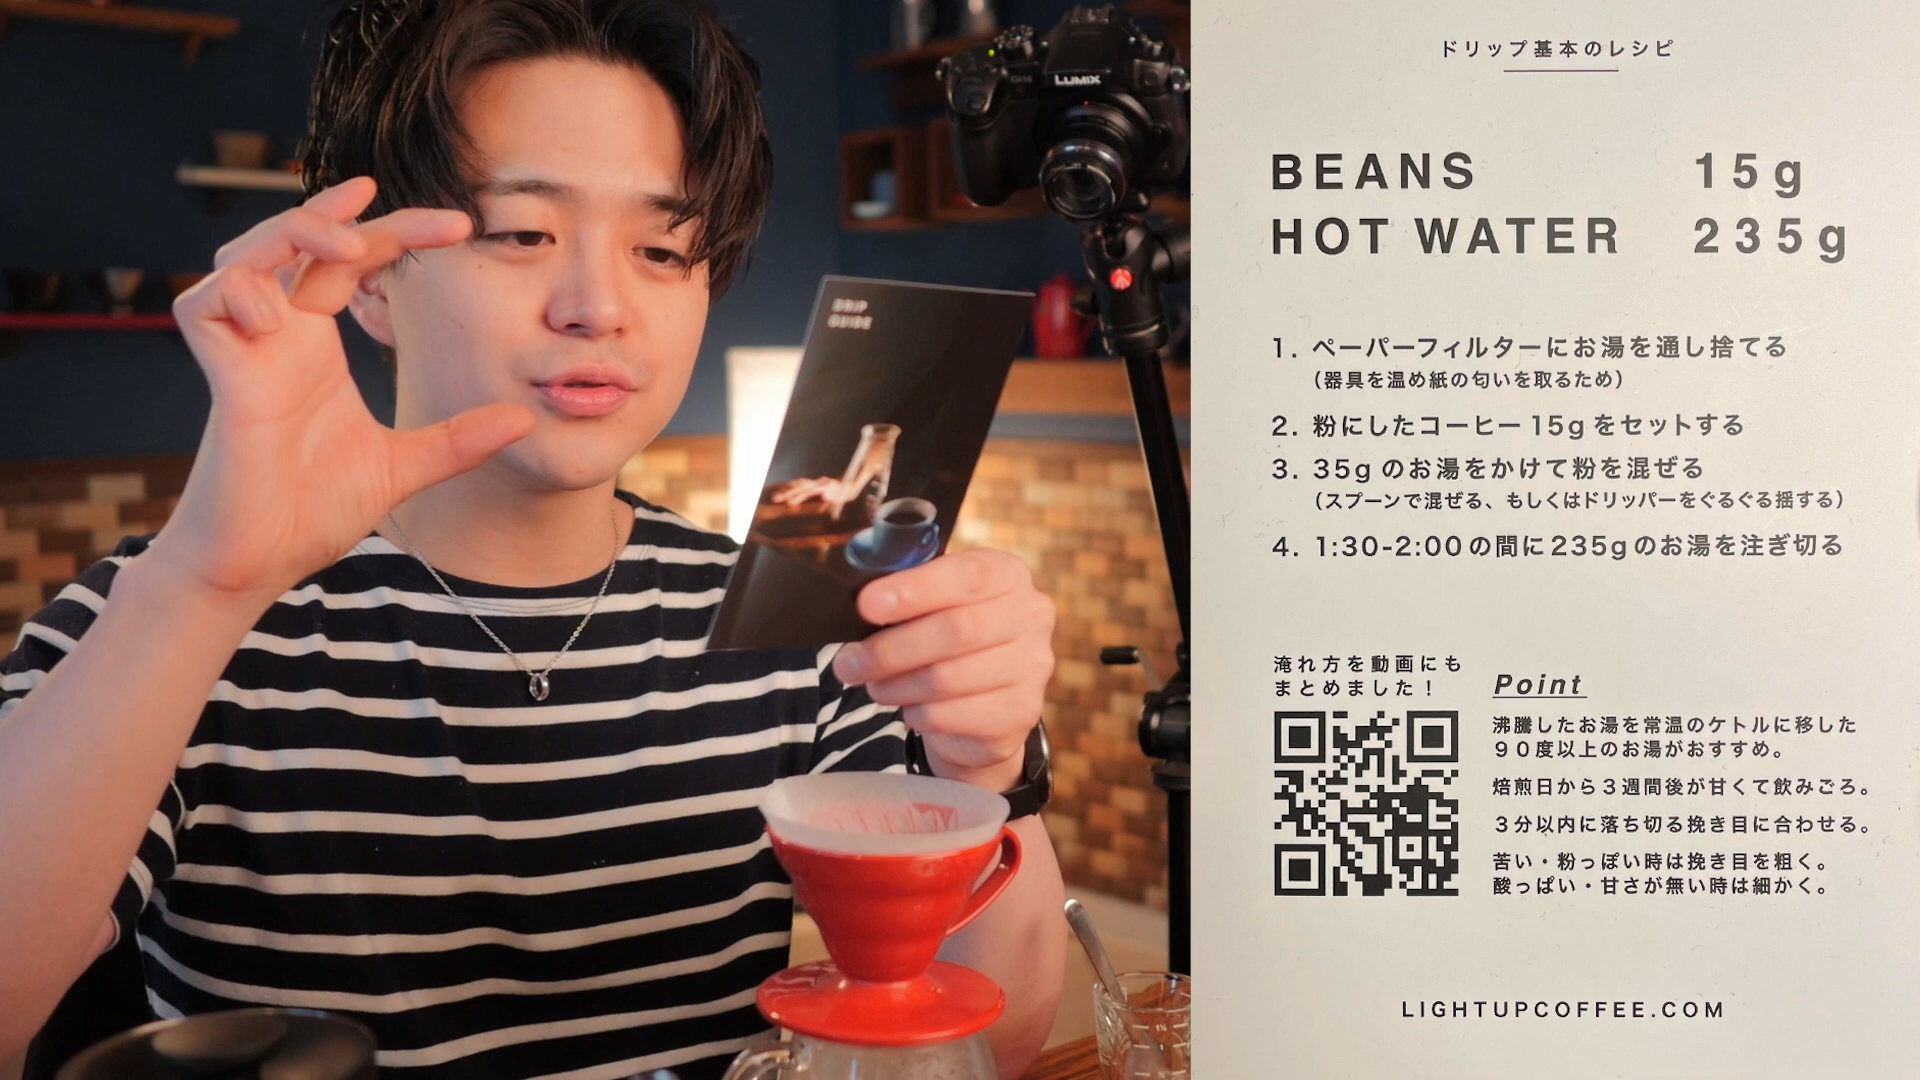 LUMIX
GH4
DRIP
GUIDE
ドリップ基本のレシピ
BEANS 15g
HOT WATER 235g
1. ペーパーフィルターにお湯を通し捨てる
（器具を温め紙の匂いを取るため）
2. 粉にしたコーヒー15gをセットする
3. 35gのお湯をかけて粉を混ぜる
（スプーンで混ぜる、もしくはドリッパーをぐるぐる揺する）
4. 1:30-2:00の間に235gのお湯を注ぎ切る
淹れ方を動画にも
まとめました！
Point
沸騰したお湯を常温のケトルに移した
９０度以上のお湯がおすすめ。
焙煎日から３週間後が甘くて飲みごろ。
３分以内に落ち切る挽き目に合わせる。
苦い・粉っぽい時は挽き目を粗く。
酸っぱい・甘さが無い時は細かく。
LIGHTUPCOFFEE.COM